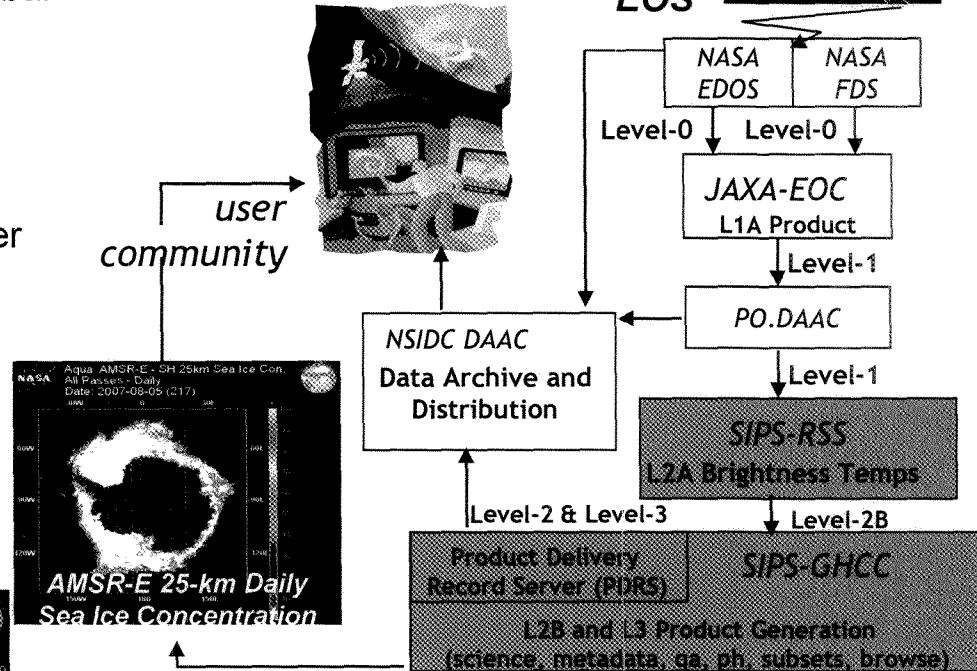 EOS
NASA
EDOS
NASA
FDS
Level-0
Level-0
JAXA-EOC
L1A Product
Level-1
PO.DAAC
Level-1
SIPS-RSS
L2A Brightness Temps
Level-2B
SIPS-GHCC
Product Delivery
Record Server (PDRS)
L2B and L3 Product Generation
(science, metadata, qa, ph, subsets, browse)
Level-2 & Level-3
NSIDC DAAC
Data Archive and
Distribution
user
community
er
NASA
Aqua AMSR-E - SH 25km Sea Ice Con.
All Passes - Daily
Date: 2007-08-05 (217)
AMSR-E 25-km Daily
Sea Ice Concentration